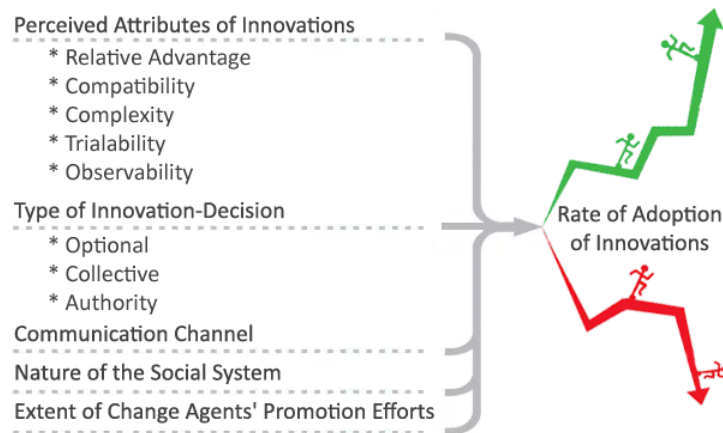 Perceived Attributes of Innovations
* Relative Advantage
* Compatibility
* Complexity
* Trialability
* Observability
Type of Innovation-Decision
* Optional
* Collective
* Authority
Communication Channel
Nature of the Social System
Extent of Change Agents' Promotion Efforts
Rate of Adoption
of Innovations